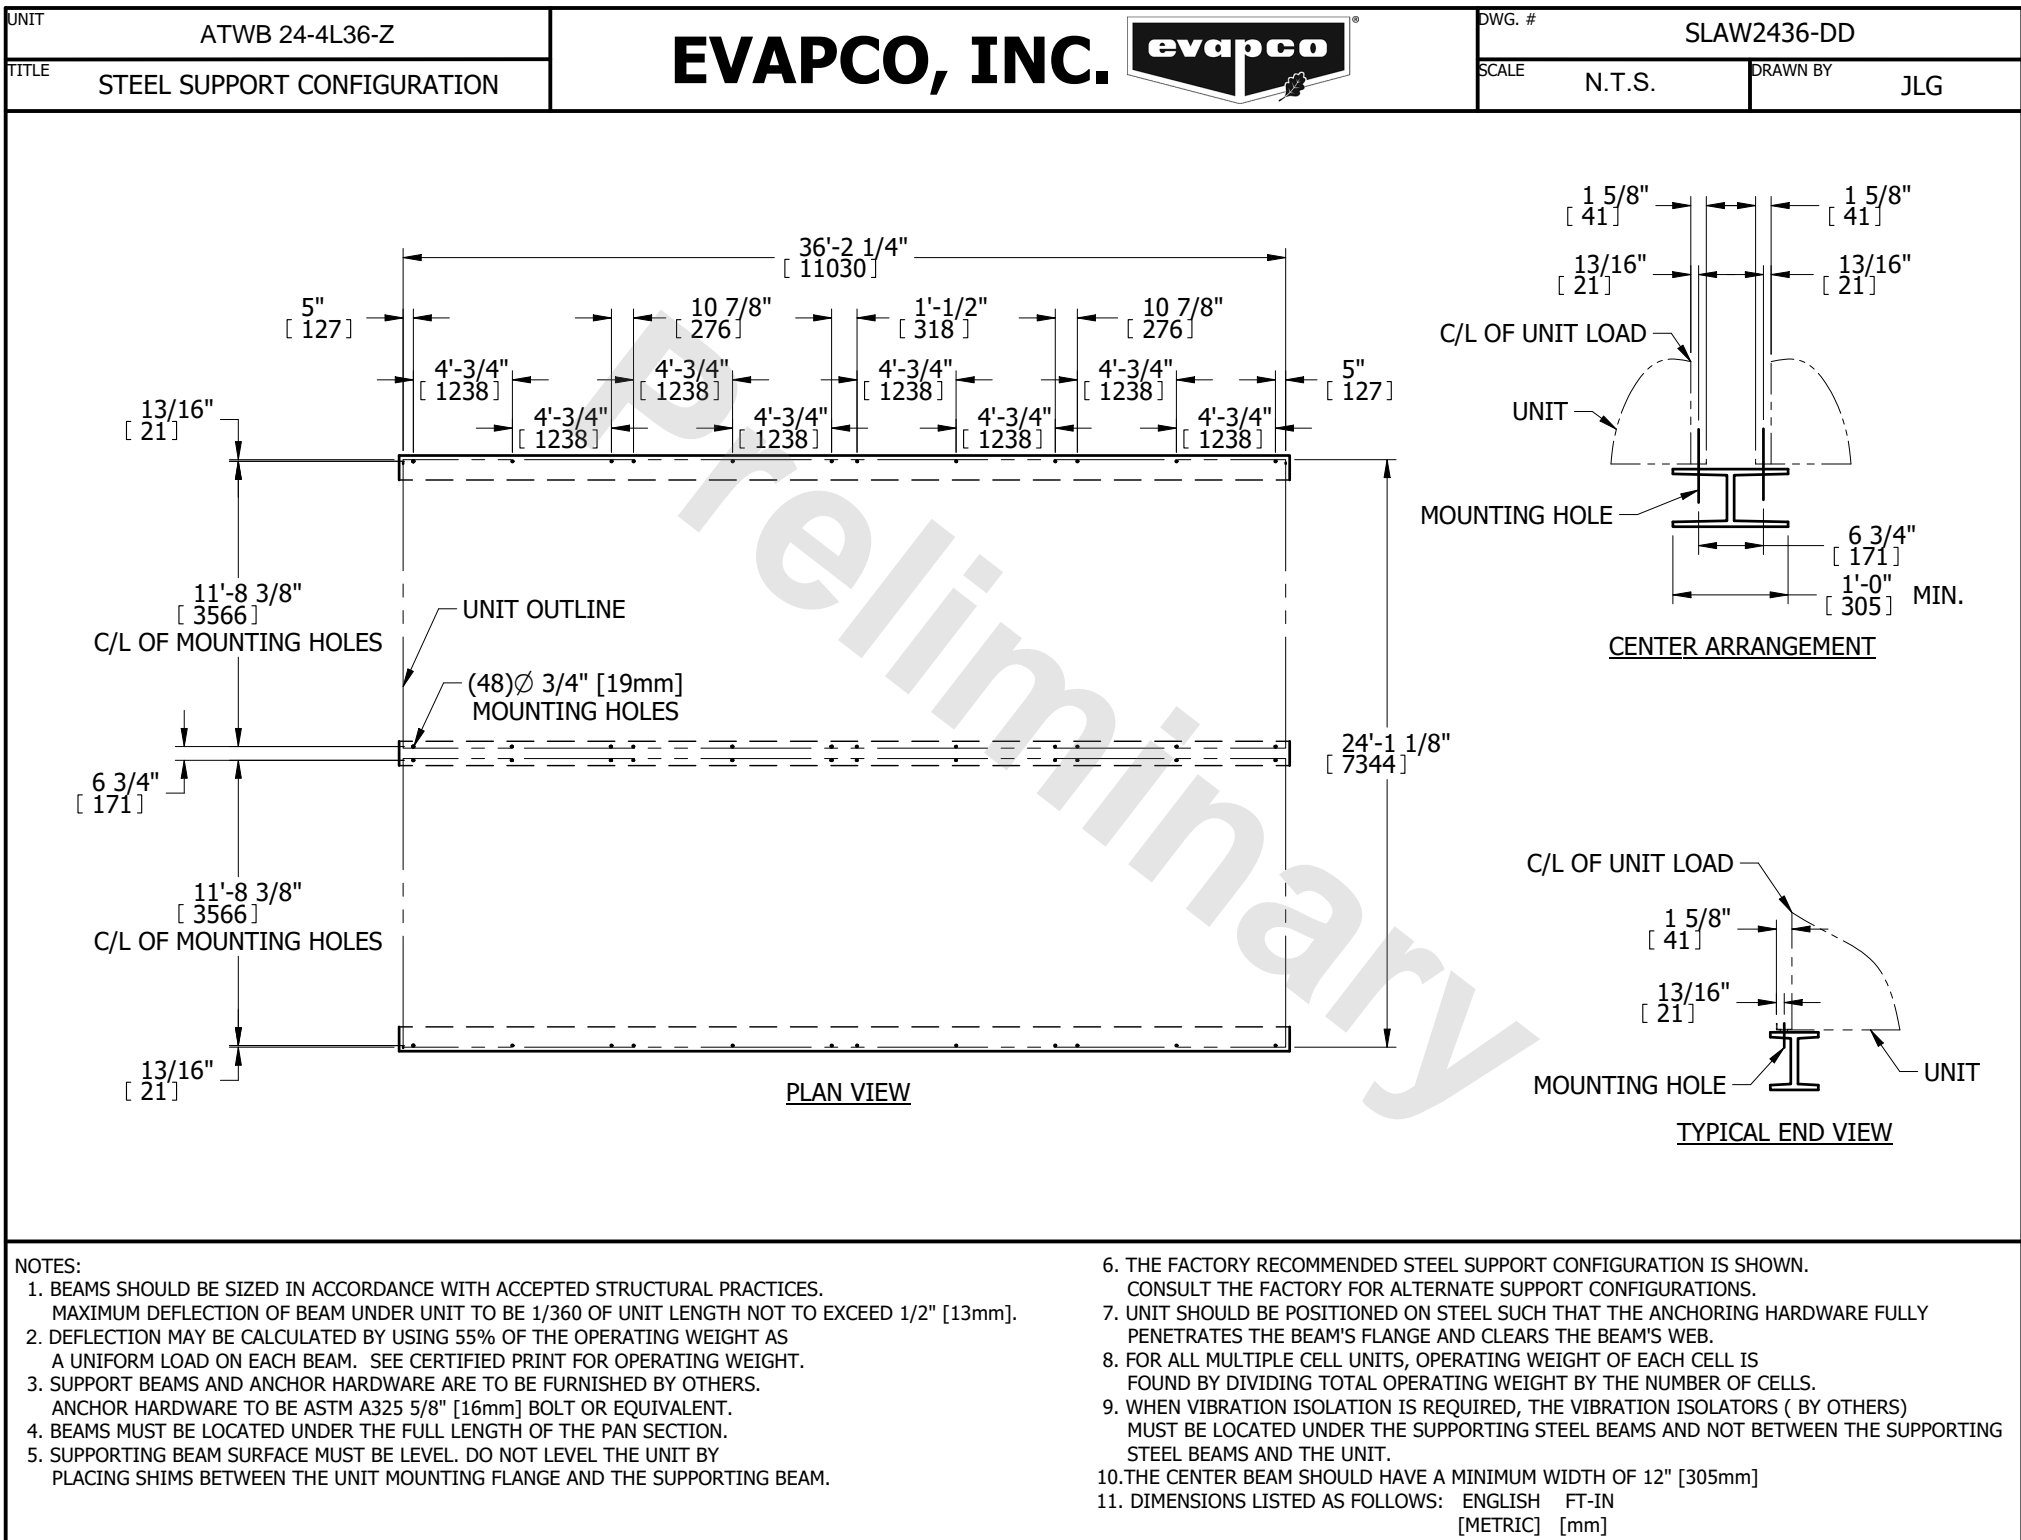 UNIT
ATWB 24-4L36-Z
TITLE
STEEL SUPPORT CONFIGURATION
EVAPCO, INC.
evapco
®
DWG. #
SLAW2436-DD
SCALE
N.T.S.
DRAWN BY
JLG
36'-2 1/4"
[ 11030 ]
5"
[ 127 ]
10 7/8"
[ 276 ]
1'-1/2"
[ 318 ]
10 7/8"
[ 276 ]
4'-3/4"
[ 1238 ]
4'-3/4"
[ 1238 ]
4'-3/4"
[ 1238 ]
4'-3/4"
[ 1238 ]
5"
[ 127 ]
13/16"
[ 21 ]
4'-3/4"
[ 1238 ]
4'-3/4"
[ 1238 ]
4'-3/4"
[ 1238 ]
4'-3/4"
[ 1238 ]
11'-8 3/8"
[ 3566 ]
C/L OF MOUNTING HOLES
UNIT OUTLINE
(48)Ø 3/4" [19mm]
MOUNTING HOLES
6 3/4"
[ 171 ]
24'-1 1/8"
[ 7344 ]
11'-8 3/8"
[ 3566 ]
C/L OF MOUNTING HOLES
13/16"
[ 21 ]
PLAN VIEW
Preliminary
1 5/8"
[ 41 ]
1 5/8"
[ 41 ]
13/16"
[ 21 ]
13/16"
[ 21 ]
C/L OF UNIT LOAD
UNIT
MOUNTING HOLE
6 3/4"
[ 171 ]
1'-0"
[ 305 ]
MIN.
CENTER ARRANGEMENT
C/L OF UNIT LOAD
1 5/8"
[ 41 ]
13/16"
[ 21 ]
MOUNTING HOLE
UNIT
TYPICAL END VIEW
NOTES:
1. BEAMS SHOULD BE SIZED IN ACCORDANCE WITH ACCEPTED STRUCTURAL PRACTICES.
MAXIMUM DEFLECTION OF BEAM UNDER UNIT TO BE 1/360 OF UNIT LENGTH NOT TO EXCEED 1/2" [13mm].
2. DEFLECTION MAY BE CALCULATED BY USING 55% OF THE OPERATING WEIGHT AS
A UNIFORM LOAD ON EACH BEAM. SEE CERTIFIED PRINT FOR OPERATING WEIGHT.
3. SUPPORT BEAMS AND ANCHOR HARDWARE ARE TO BE FURNISHED BY OTHERS.
ANCHOR HARDWARE TO BE ASTM A325 5/8" [16mm] BOLT OR EQUIVALENT.
4. BEAMS MUST BE LOCATED UNDER THE FULL LENGTH OF THE PAN SECTION.
5. SUPPORTING BEAM SURFACE MUST BE LEVEL. DO NOT LEVEL THE UNIT BY
PLACING SHIMS BETWEEN THE UNIT MOUNTING FLANGE AND THE SUPPORTING BEAM.
6. THE FACTORY RECOMMENDED STEEL SUPPORT CONFIGURATION IS SHOWN.
CONSULT THE FACTORY FOR ALTERNATE SUPPORT CONFIGURATIONS.
7. UNIT SHOULD BE POSITIONED ON STEEL SUCH THAT THE ANCHORING HARDWARE FULLY
PENETRATES THE BEAM'S FLANGE AND CLEARS THE BEAM'S WEB.
8. FOR ALL MULTIPLE CELL UNITS, OPERATING WEIGHT OF EACH CELL IS
FOUND BY DIVIDING TOTAL OPERATING WEIGHT BY THE NUMBER OF CELLS.
9. WHEN VIBRATION ISOLATION IS REQUIRED, THE VIBRATION ISOLATORS ( BY OTHERS)
MUST BE LOCATED UNDER THE SUPPORTING STEEL BEAMS AND NOT BETWEEN THE SUPPORTING
STEEL BEAMS AND THE UNIT.
10.THE CENTER BEAM SHOULD HAVE A MINIMUM WIDTH OF 12" [305mm]
11. DIMENSIONS LISTED AS FOLLOWS: ENGLISH FT-IN
[METRIC] [mm]